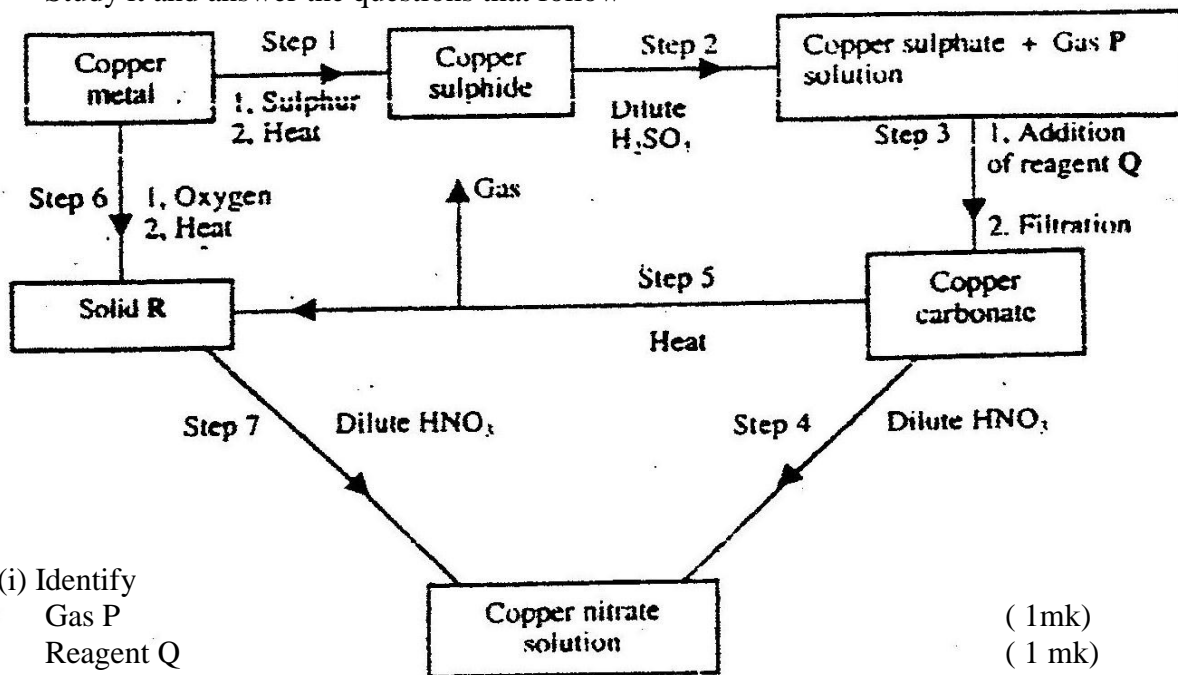 Study it and answer the questions that follow
Copper
metal
Step 1
1. Sulphur
2. Heat
Copper
sulphide
Step 2
Dilute
H₂SO₄
Copper sulphate + Gas P
solution
Step 6
1. Oxygen
2. Heat
Gas
Step 3
1. Addition
of reagent Q
2. Filtration
Solid R
Step 5
Heat
Copper
carbonate
Step 7
Dilute HNO₃
Step 4
Dilute HNO₃
(i) Identify
Copper nitrate
solution
Gas P ( 1mk)
Reagent Q ( 1 mk)